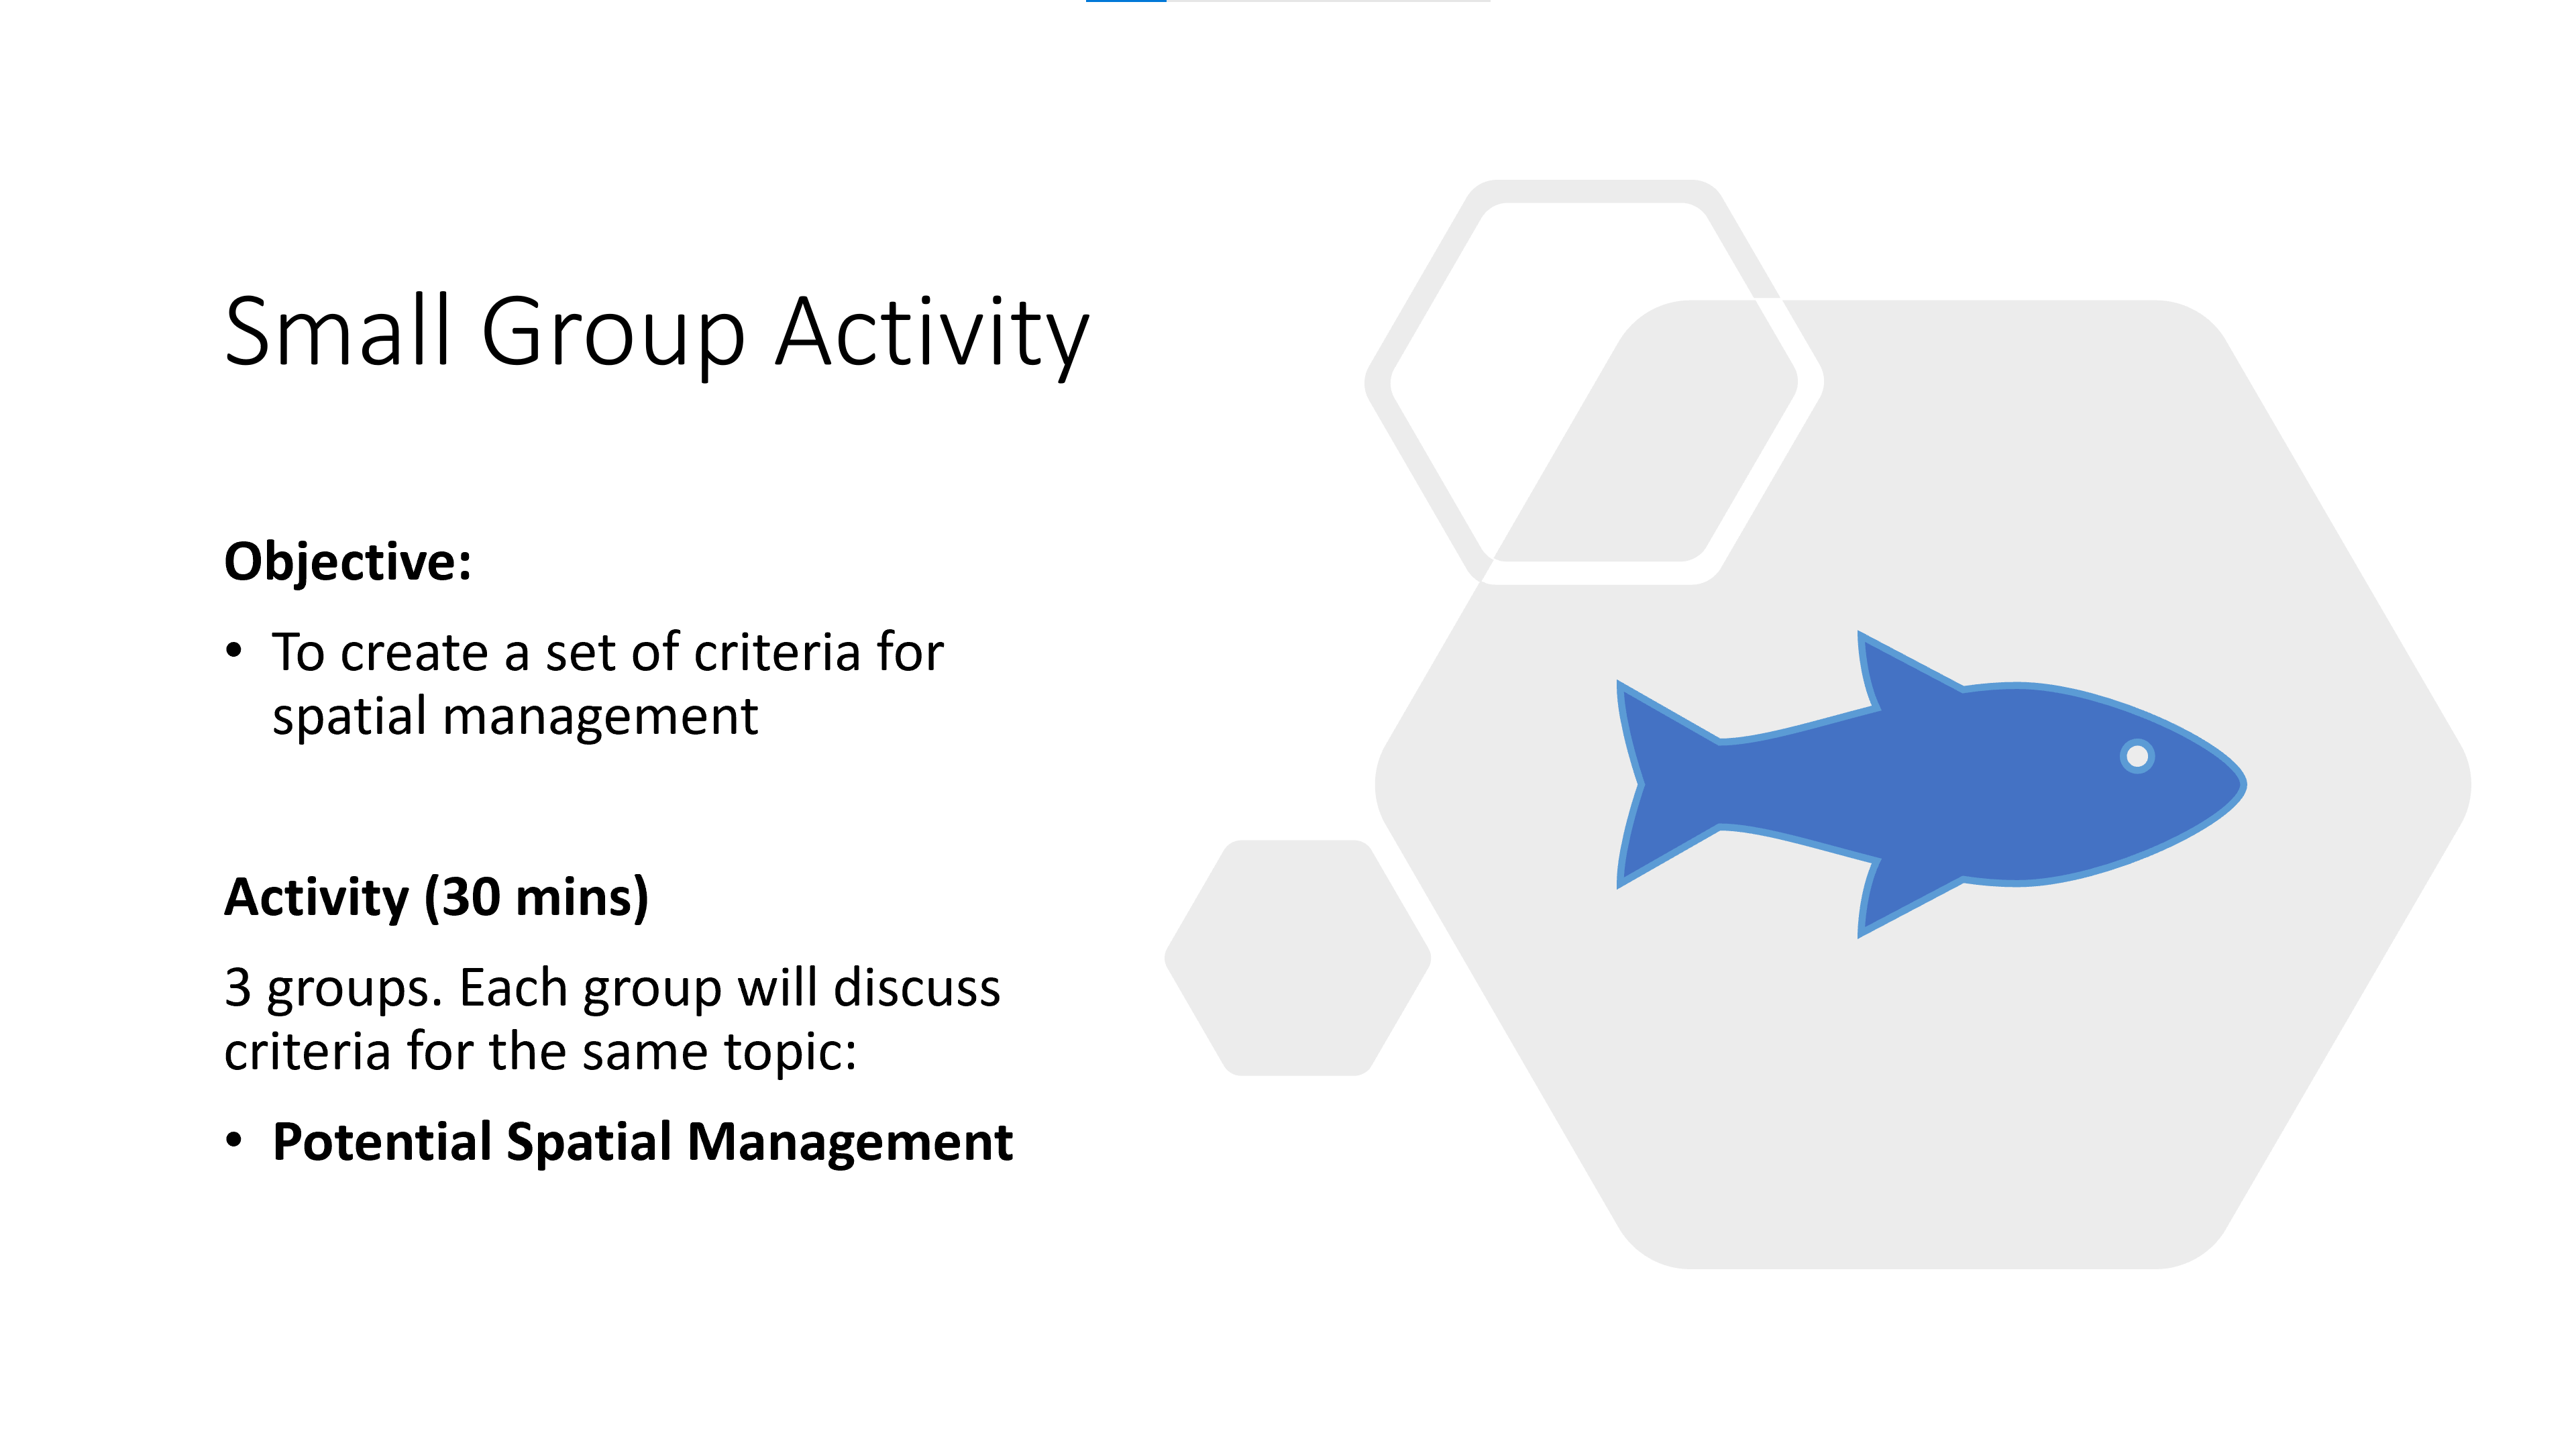 Small Group Activity
Objective:
• To create a set of criteria for
spatial management
Activity (30 mins)
3 groups. Each group will discuss
criteria for the same topic:
• Potential Spatial Management